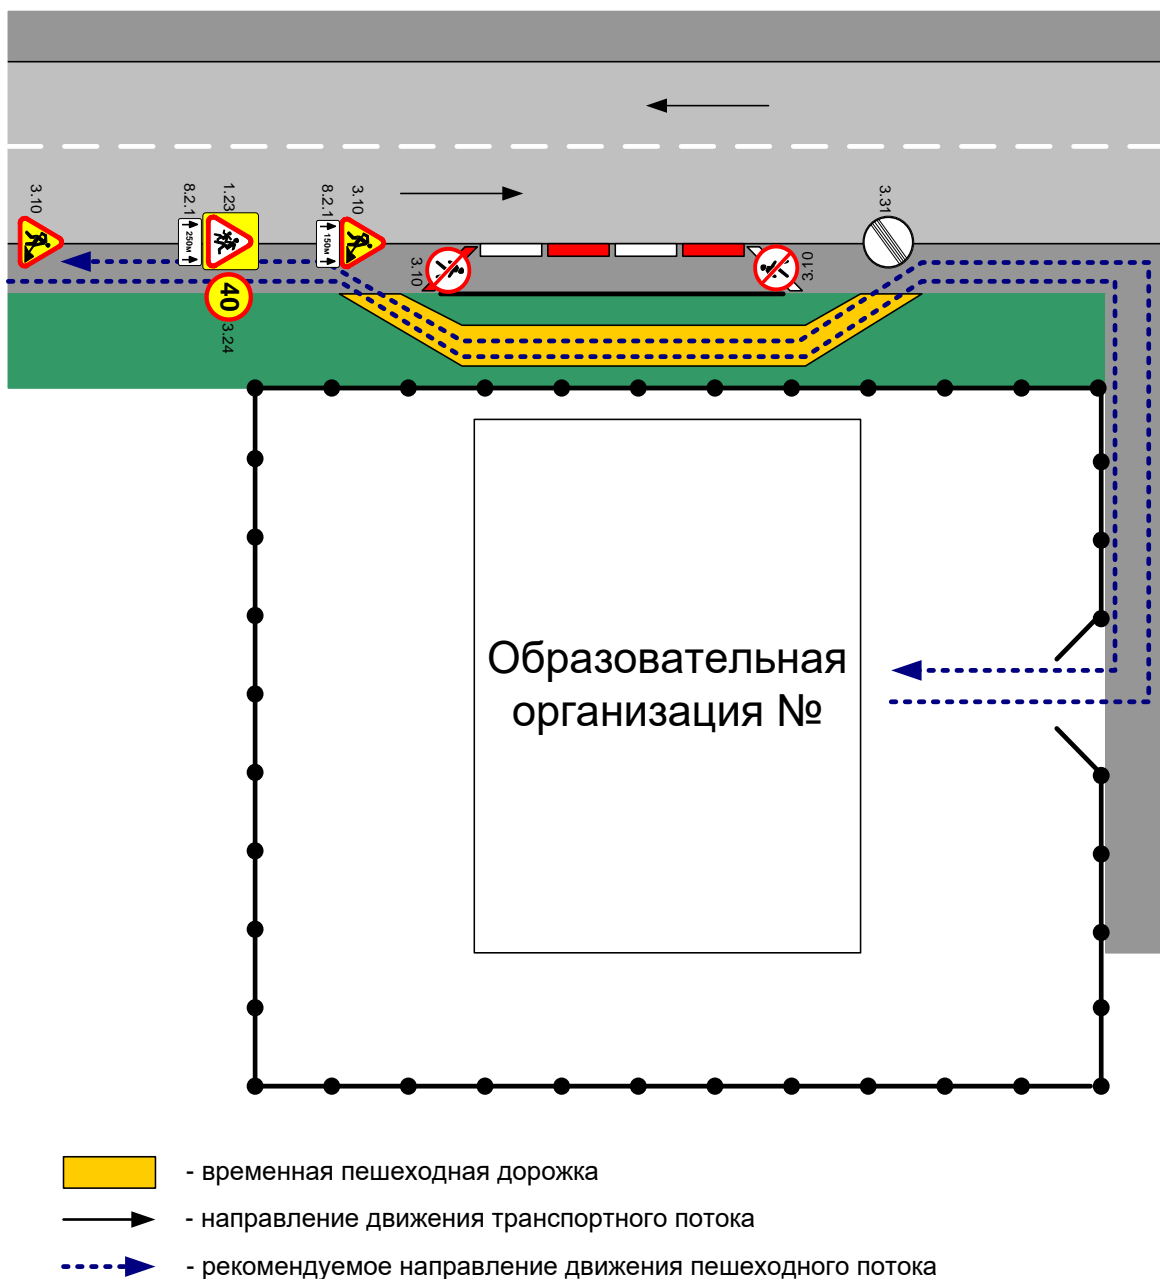 3.10
8.2.1
250м
1.23
40
3.24
8.2.1
150м
3.10
3.10
3.10
3.31
Образовательная
организация №
- временная пешеходная дорожка
- направление движения транспортного потока
- рекомендуемое направление движения пешеходного потока